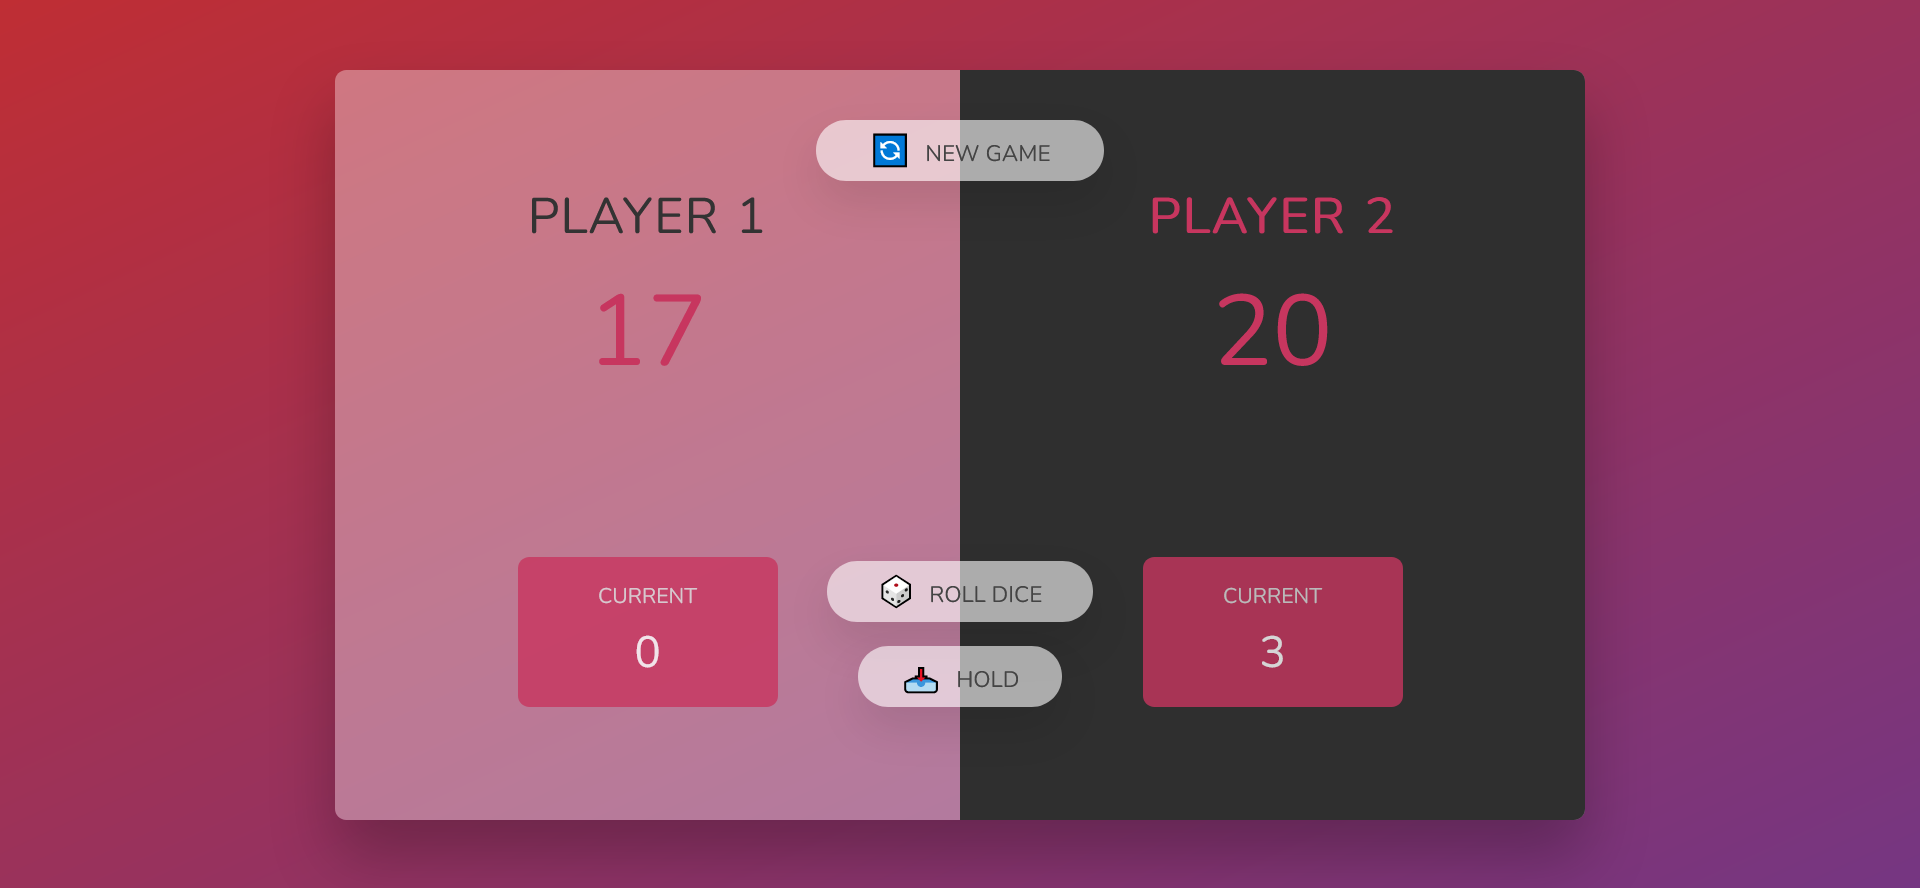 NEW GAME
PLAYER 1
17
CURRENT
0
PLAYER 2
20
CURRENT
3
ROLL DICE
HOLD